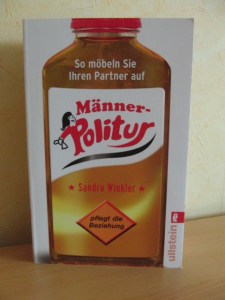 So möbeln Sie
Ihren Partner auf
Männer-
Politur
Sandra Winkler
pflegt die
Beziehung
ullstein